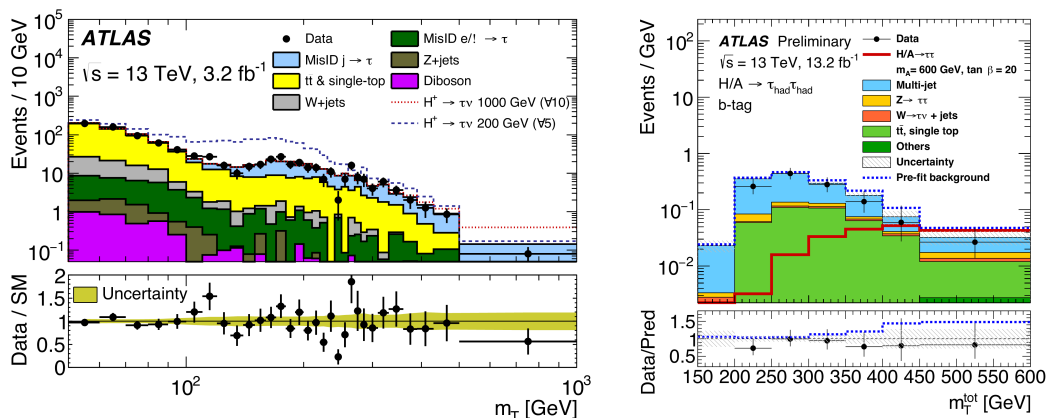 ATLAS
√s = 13 TeV, 3.2 fb⁻¹
Data
MisID j → τ
tt & single-top
W+jets
MisID e/! → τ
Z+jets
Diboson
H⁺ → τν 1000 GeV (∀10)
H⁺ → τν 200 GeV (∀5)
Events / 10 GeV
10⁴
10³
10²
10
1
10⁻¹
Uncertainty
Data / SM
2
1.5
1
0.5
0
10²
10³
m_T [GeV]
ATLAS Preliminary
√s = 13 TeV, 13.2 fb⁻¹
H/A → τ_had τ_had
b-tag
Data
H/A→ττ
m_A= 600 GeV, tan β = 20
Multi-jet
Z→ ττ
W→τν + jets
tt̄, single top
Others
Uncertainty
Pre-fit background
Events / GeV
10²
10
1
10⁻¹
10⁻²
Data/Pred
1.5
1
0.5
150 200 250 300 350 400 450 500 550 600
m_T^tot [GeV]